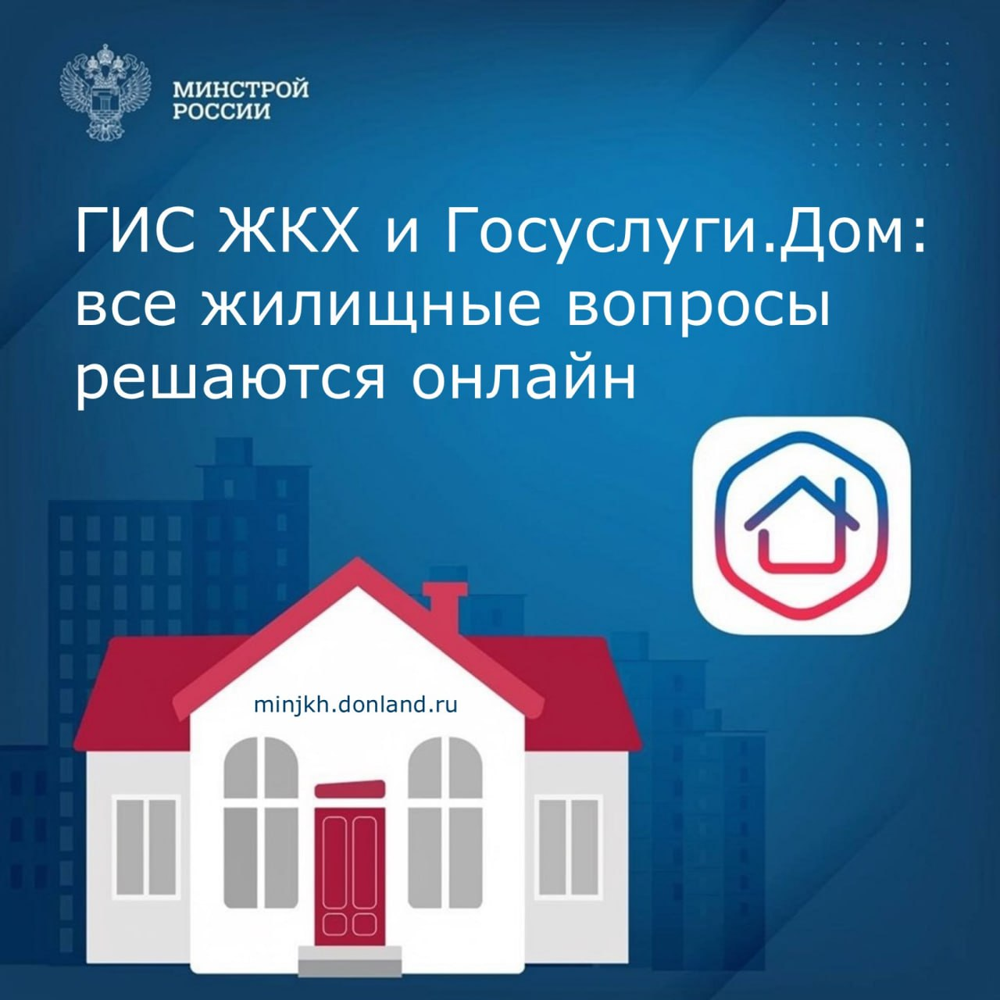 МИНСТРОЙ
РОССИИ
ГИС ЖКХ и Госуслуги.Дом:
все жилищные вопросы
решаются онлайн
minjkh.donland.ru